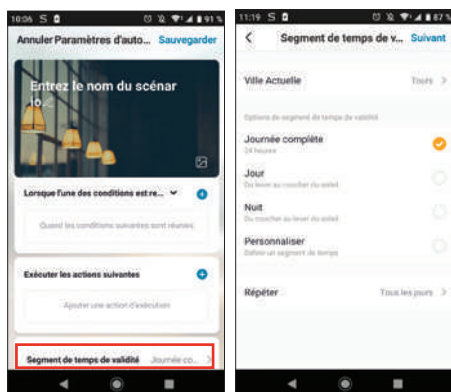 10:06 S 91 %
Annuler Paramètres d'auto... Sauvegarder
Entrez le nom du scénar
io.
Lorsque l'une des conditions est re...
Quand les conditions suivantes sont réunies
Exécuter les actions suivantes
Ajouter une action d'exécution
Segment de temps de validité Journée co...
11:19 S 87 %
Segment de temps de v... Suivant
Ville Actuelle Tours
Options de segment de temps de validité
Journée complète
24 heures
Jour
Du lever au coucher du soleil
Nuit
Du coucher au lever du soleil
Personnaliser
Définir un segment de temps
Répéter Tous les jours